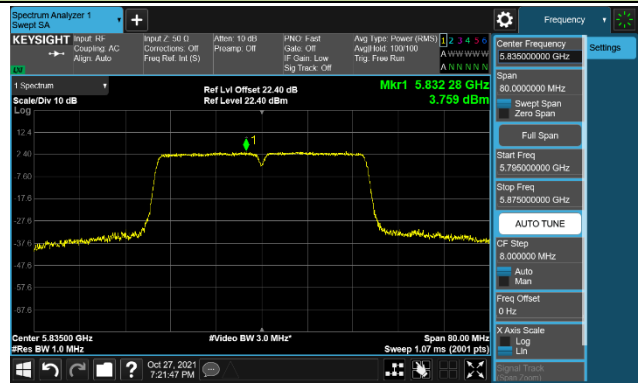 Spectrum Analyzer 1
Swept SA
Frequency
KEYSIGHT
Input: RF
Coupling: AC
Align: Auto
Input Z: 50 Ω
Corrections: Off
Freq Ref: Int (S)
Atten: 10 dB
Preamp: Off
PNO: Fast
Gate: Off
IF Gain: Low
Sig Track: Off
Avg Type: Power (RMS)
Avg|Hold: 100/100
Trig: Free Run
1 2 3 4 5 6
A W W W W W
A N N N N N
LW
1 Spectrum
Scale/Div 10 dB
Log
Ref Lvl Offset 22.40 dB
Ref Level 22.40 dBm
Mkr1 5.832 28 GHz
3.759 dBm
1
12.4
2.40
-7.60
-17.6
-27.6
-37.6
-47.6
-57.6
-67.6
Center 5.83500 GHz
#Res BW 1.0 MHz
#Video BW 3.0 MHz*
Span 80.00 MHz
Sweep 1.07 ms (2001 pts)
Oct 27, 2021
7:21:47 PM
?
Center Frequency
5.835000000 GHz
Settings
Span
80.0000000 MHz
Swept Span
Zero Span
Full Span
Start Freq
5.795000000 GHz
Stop Freq
5.875000000 GHz
AUTO TUNE
CF Step
8.000000 MHz
Auto
Man
Freq Offset
0 Hz
X Axis Scale
Log
Lin
Signal Track
(Span Zoom)